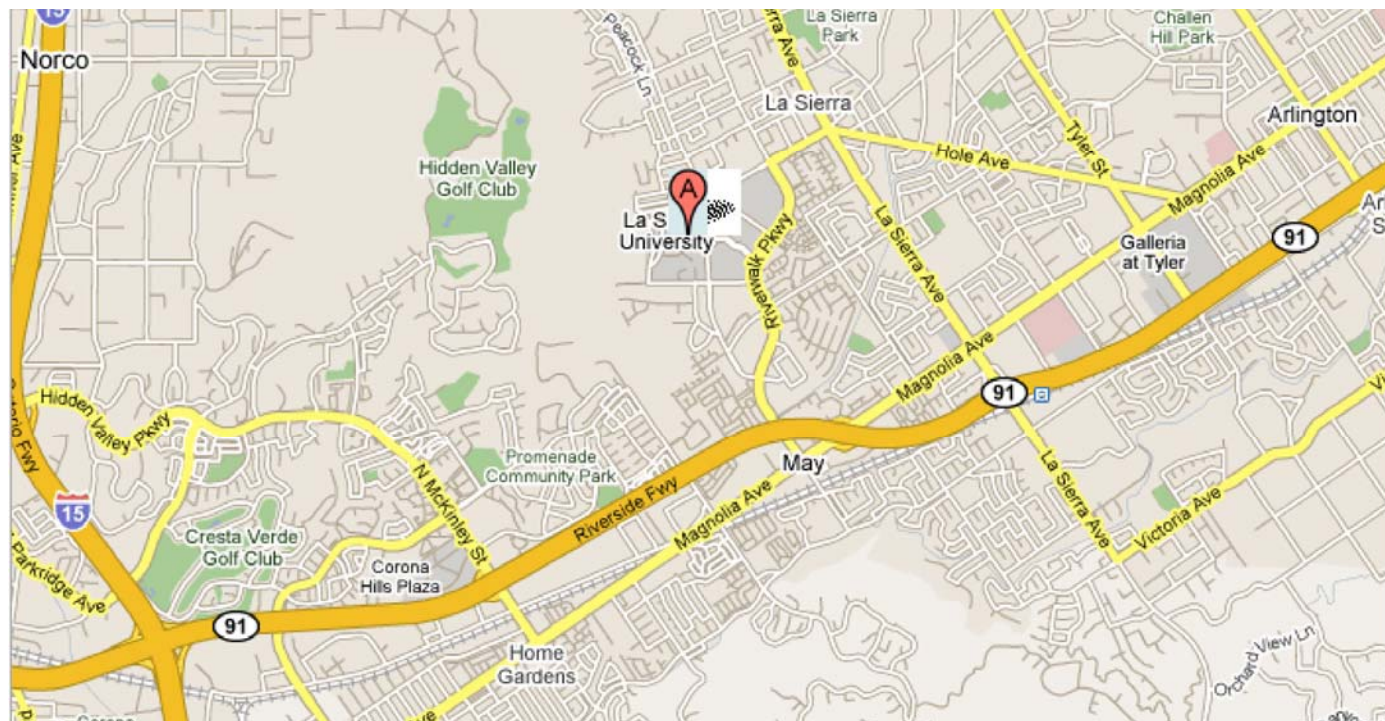 15
Norco
La Sierra
Park
Challen
Hill Park
Peacock Ln
La Sierra
Arlington
Hidden Valley
Golf Club
A
La S
University
Hole Ave
Tyler St
Magnolia Ave
La Sierra Ave
Riverwalk Pkwy
Galleria
at Tyler
91
Magnolia Ave
91
Hidden Valley Pkwy
N McKinley St
Promenade
Community Park
May
Riverside Fwy
Magnolia Ave
La Sierra Ave
Victoria Ave
15
Cresta Verde
Golf Club
Corona
Hills Plaza
Parkridge Ave
91
Home
Gardens
Orchard View Ln